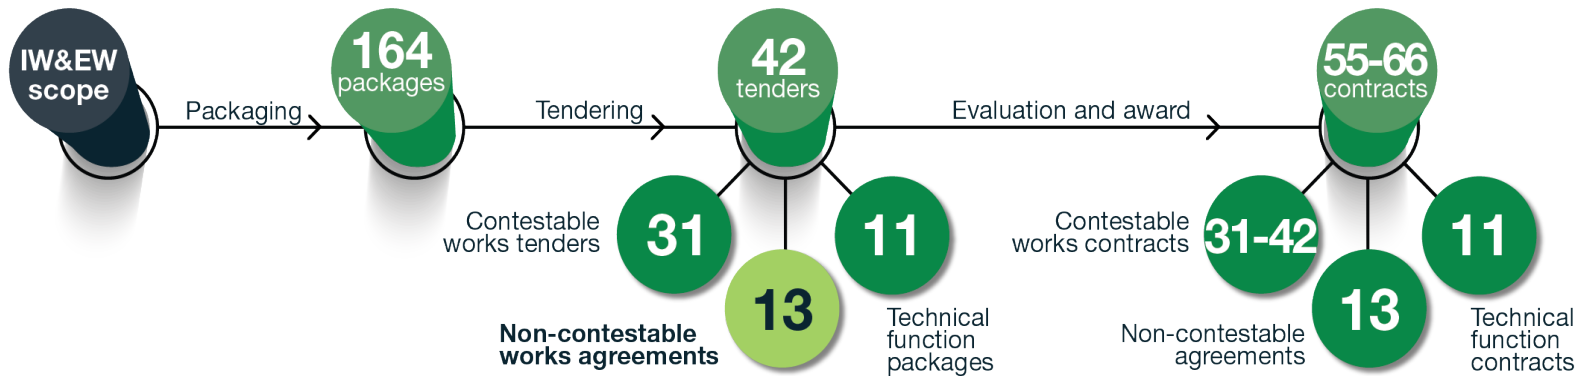 IW&EW
scope
Packaging
164
packages
Tendering
42
tenders
Evaluation and award
55-66
contracts
Contestable
works tenders
31
13
Non-contestable
works agreements
11
Technical
function
packages
Contestable
works contracts
31-42
13
Non-contestable
agreements
11
Technical
function
contracts